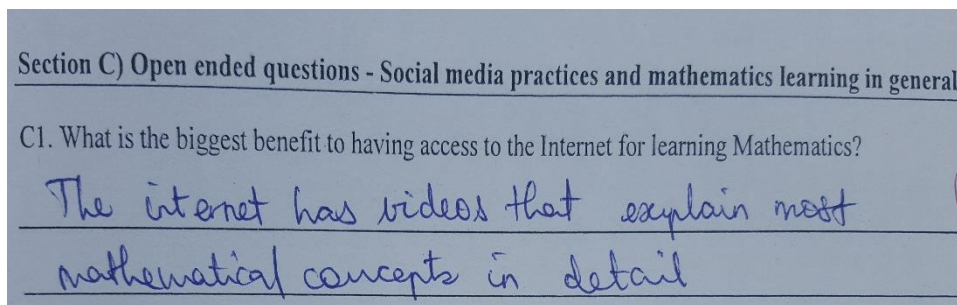 Section C) Open ended questions - Social media practices and mathematics learning in general
C1. What is the biggest benefit to having access to the Internet for learning Mathematics?
The internet has videos that explain most
mathematical concepts in detail